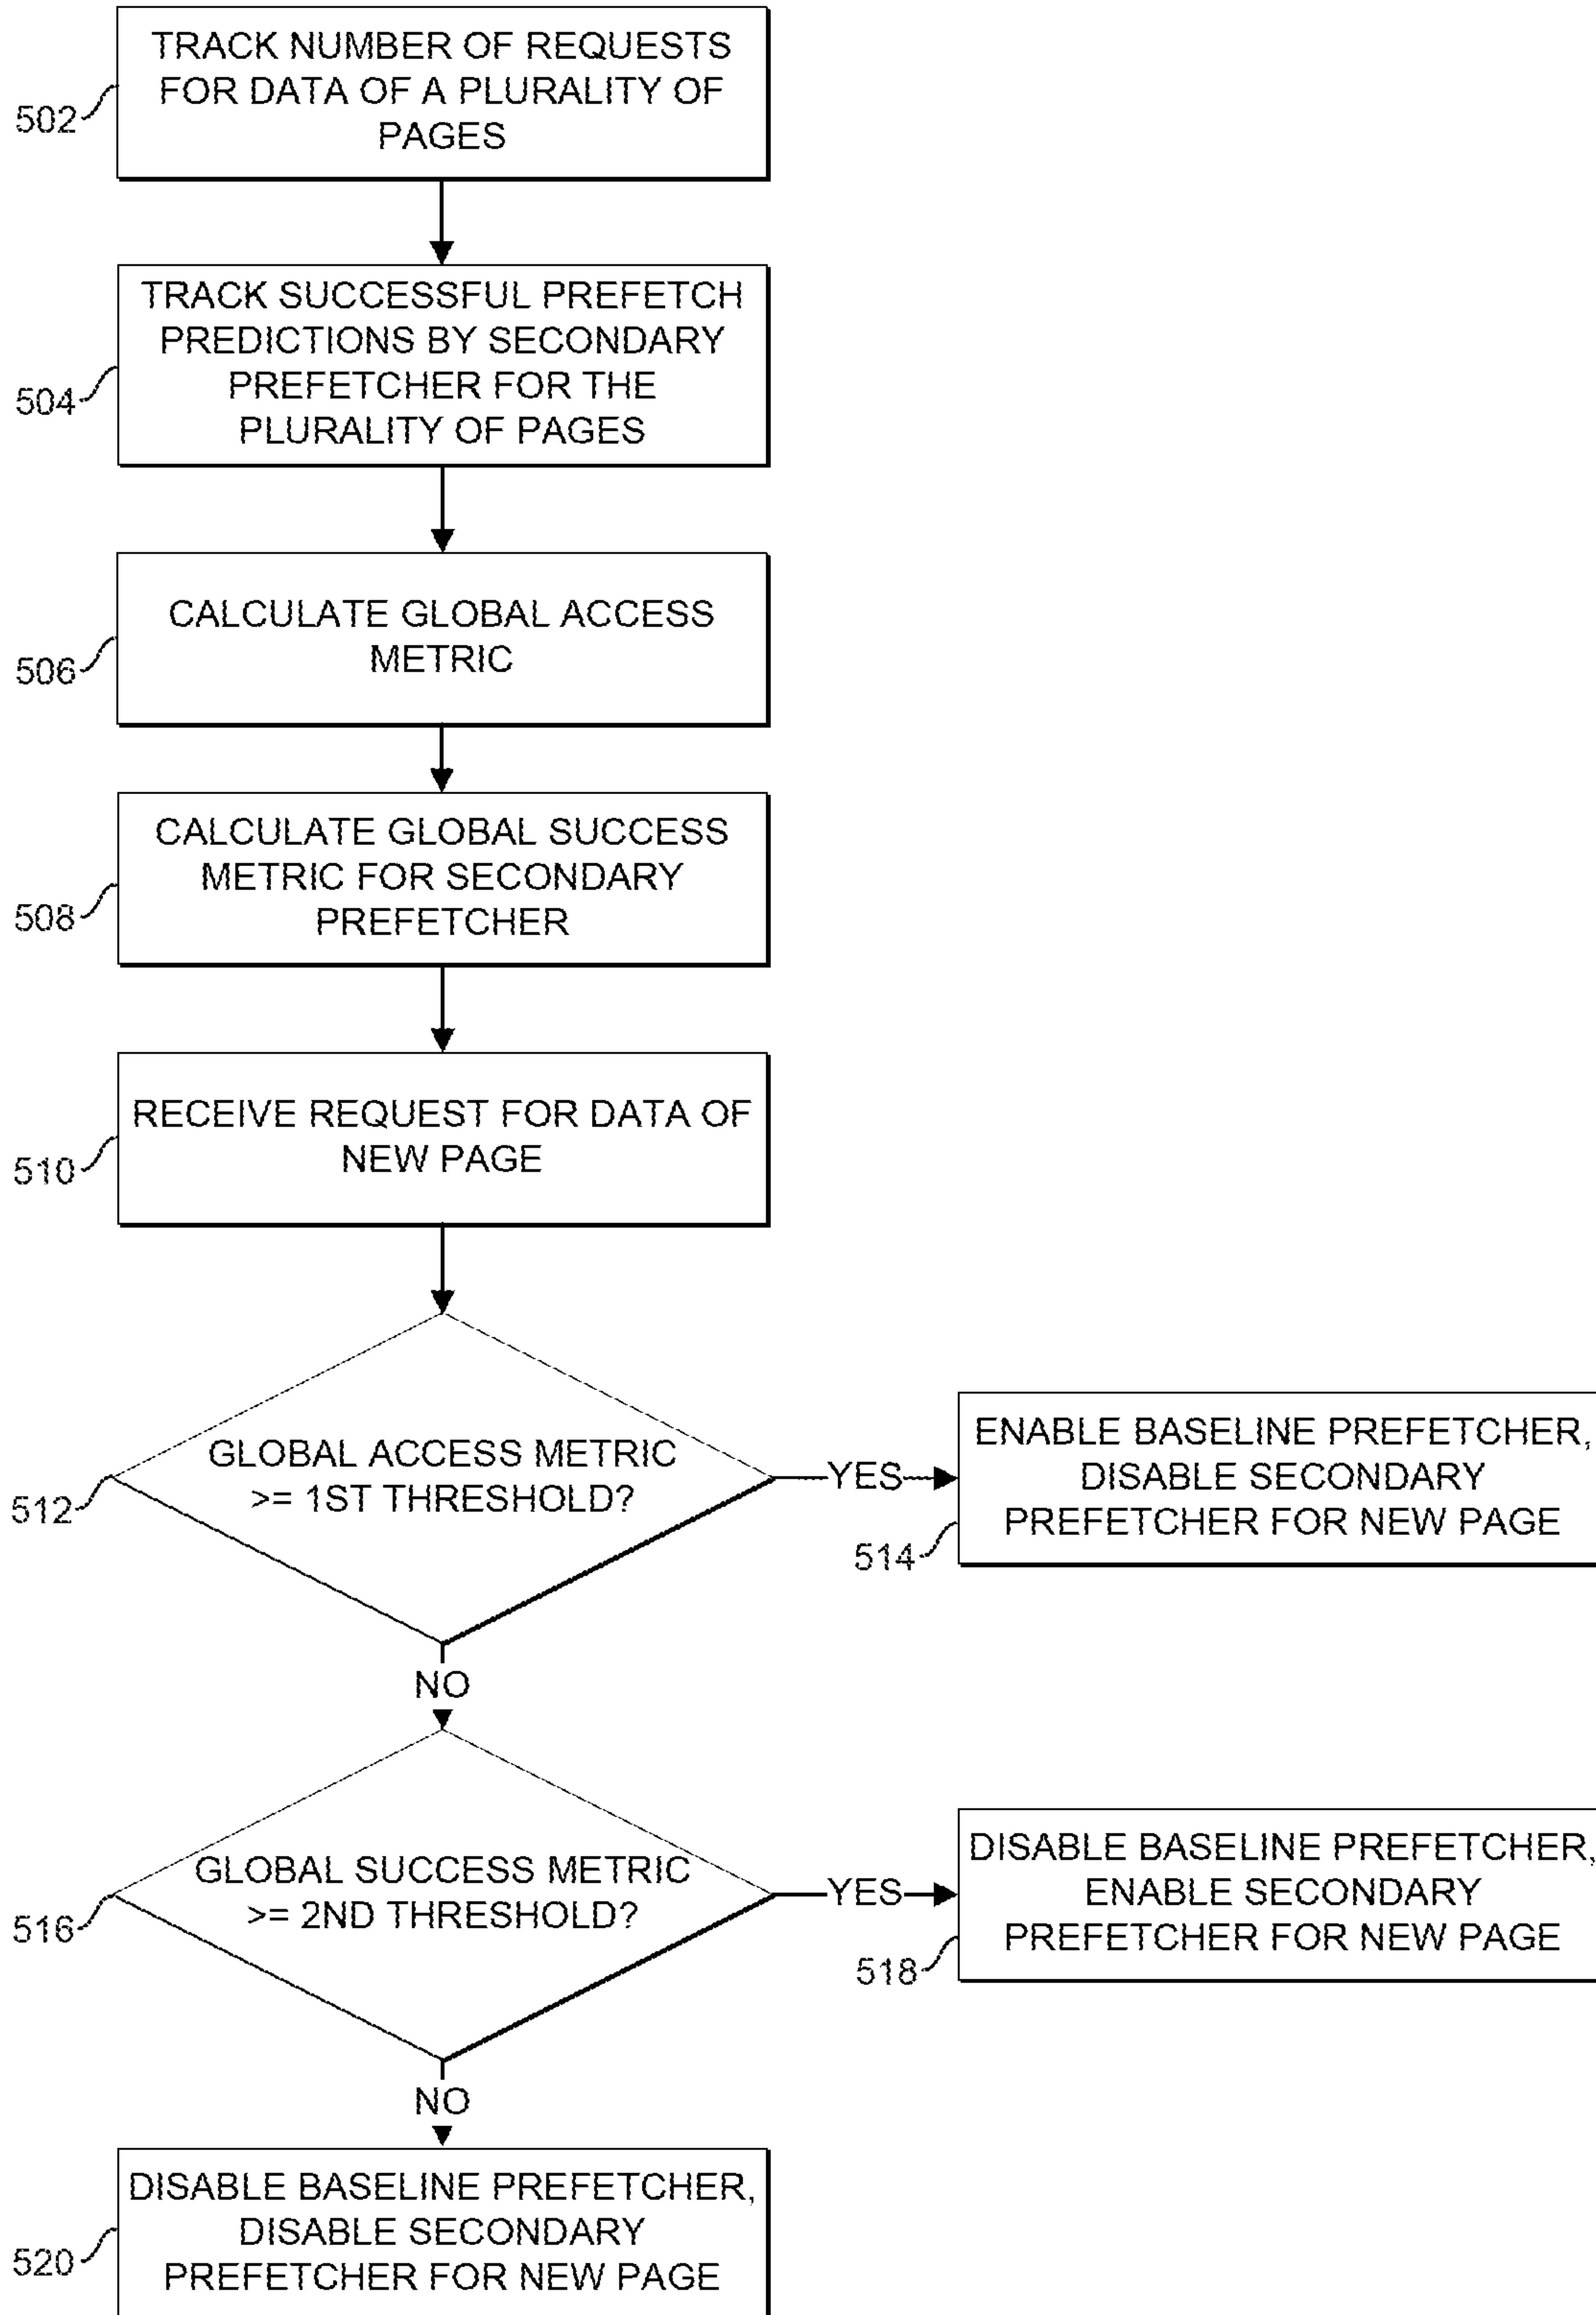 TRACK NUMBER OF REQUESTS
FOR DATA OF A PLURALITY OF
PAGES
502
TRACK SUCCESSFUL PREFETCH
PREDICTIONS BY SECONDARY
PREFETCHER FOR THE
PLURALITY OF PAGES
504
CALCULATE GLOBAL ACCESS
METRIC
506
CALCULATE GLOBAL SUCCESS
METRIC FOR SECONDARY
PREFETCHER
508
RECEIVE REQUEST FOR DATA OF
NEW PAGE
510
GLOBAL ACCESS METRIC
>= 1ST THRESHOLD?
512
YES
ENABLE BASELINE PREFETCHER,
DISABLE SECONDARY
PREFETCHER FOR NEW PAGE
514
NO
GLOBAL SUCCESS METRIC
>= 2ND THRESHOLD?
516
YES
DISABLE BASELINE PREFETCHER,
ENABLE SECONDARY
PREFETCHER FOR NEW PAGE
518
NO
DISABLE BASELINE PREFETCHER,
DISABLE SECONDARY
PREFETCHER FOR NEW PAGE
520